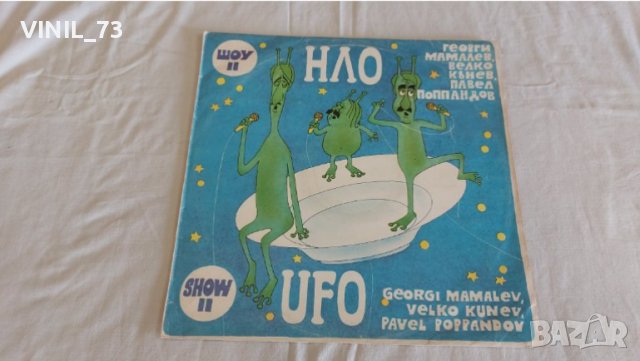 VINIL_73
ШОУ
II
НЛО
ГЕОРГИ
МАМАЛЕВ,
ВЕЛКО
КЪНЕВ,
ПАВЕЛ
ПОППАНДОВ
SHOW
II
UFO
GEORGI MAMALEV,
VELKO KUNEV,
PAVEL POPPANDOV
BAZAR